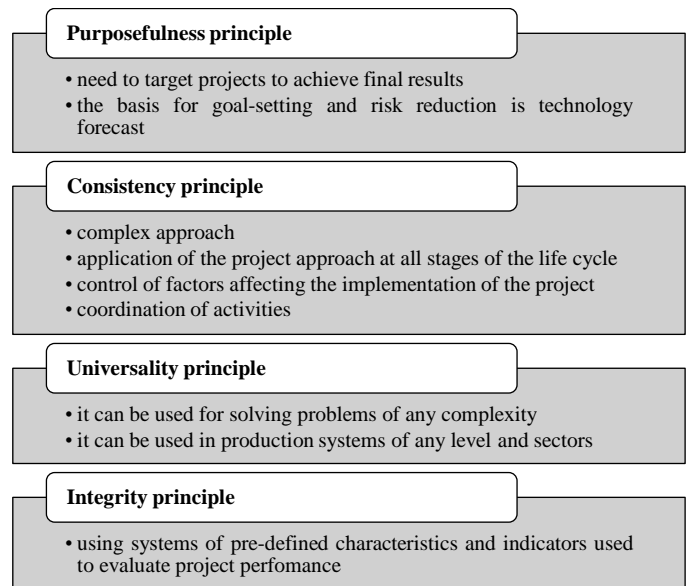 Purposefulness principle
• need to target projects to achieve final results
• the basis for goal-setting and risk reduction is technology
forecast
Consistency principle
• complex approach
• application of the project approach at all stages of the life cycle
• control of factors affecting the implementation of the project
• coordination of activities
Universality principle
• it can be used for solving problems of any complexity
• it can be used in production systems of any level and sectors
Integrity principle
• using systems of pre-defined characteristics and indicators used
to evaluate project perfomance